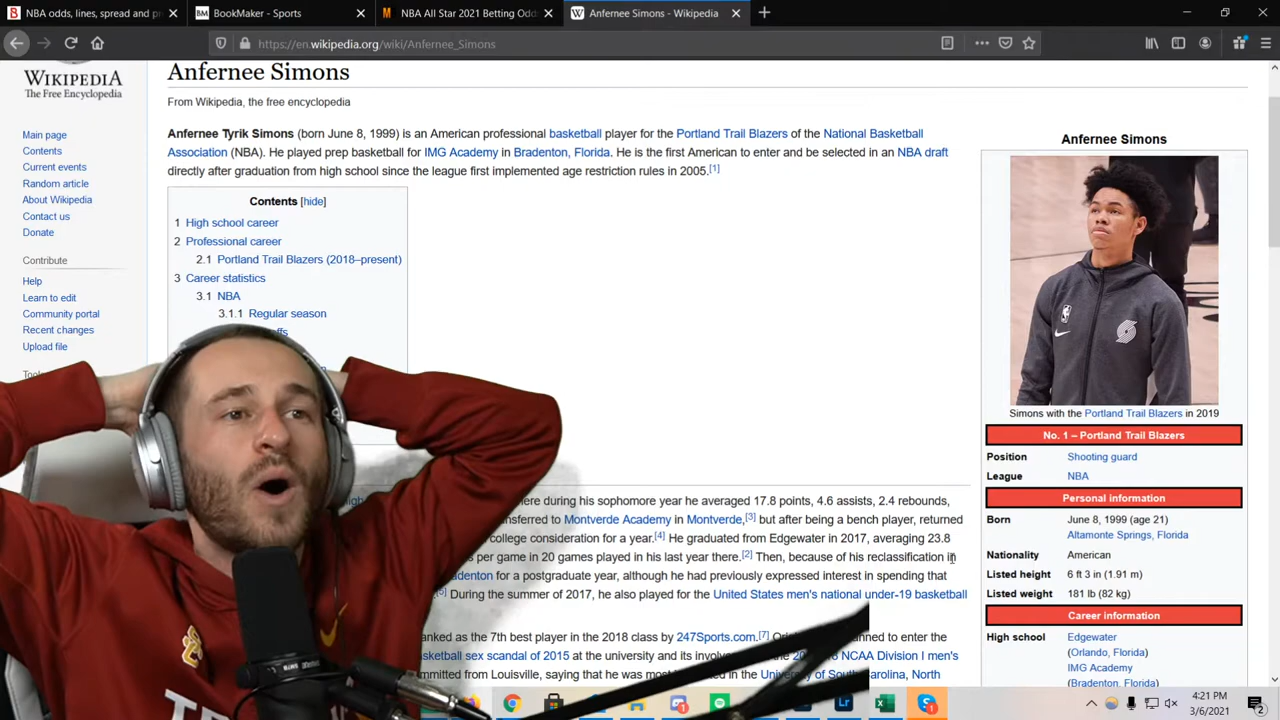 NBA odds, lines, spread and pr
BookMaker - Sports
NBA All Star 2021 Betting Odds
Anfernee Simons - Wikipedia
https://en.wikipedia.org/wiki/Anfernee_Simons
WIKIPEDIA
The Free Encyclopedia
Main page
Contents
Current events
Random article
About Wikipedia
Contact us
Donate
Contribute
Help
Learn to edit
Community portal
Recent changes
Upload file
Anfernee Simons
From Wikipedia, the free encyclopedia
Anfernee Tyrik Simons (born June 8, 1999) is an American professional basketball player for the Portland Trail Blazers of the National Basketball
Association (NBA). He played prep basketball for IMG Academy in Bradenton, Florida. He is the first American to enter and be selected in an NBA draft
directly after graduation from high school since the league first implemented age restriction rules in 2005.[1]
Contents [hide]
1 High school career
2 Professional career
2.1 Portland Trail Blazers (2018–present)
3 Career statistics
3.1 NBA
3.1.1 Regular season
during his sophomore year he averaged 17.8 points, 4.6 assists, 2.4 rebounds,
to Montverde Academy in Montverde,[3] but after being a bench player, returned
college consideration for a year.[4] He graduated from Edgewater in 2017, averaging 23.8
per game in 20 games played in his last year there.[2] Then, because of his reclassification in
for a postgraduate year, although he had previously expressed interest in spending that
During the summer of 2017, he also played for the United States men's national under-19 basketball
as the 7th best player in the 2018 class by 247Sports.com.[7] to enter the
sex scandal of 2015 at the university and its NCAA Division I men's
from Louisville, saying that he was in the University of South Carolina, North
Anfernee Simons
Simons with the Portland Trail Blazers in 2019
No. 1 – Portland Trail Blazers
Position Shooting guard
League NBA
Personal information
Born June 8, 1999 (age 21)
Altamonte Springs, Florida
Nationality American
Listed height 6 ft 3 in (1.91 m)
Listed weight 181 lb (82 kg)
Career information
High school Edgewater
(Orlando, Florida)
IMG Academy
(Bradenton, Florida)
4:21 PM
3/6/2021